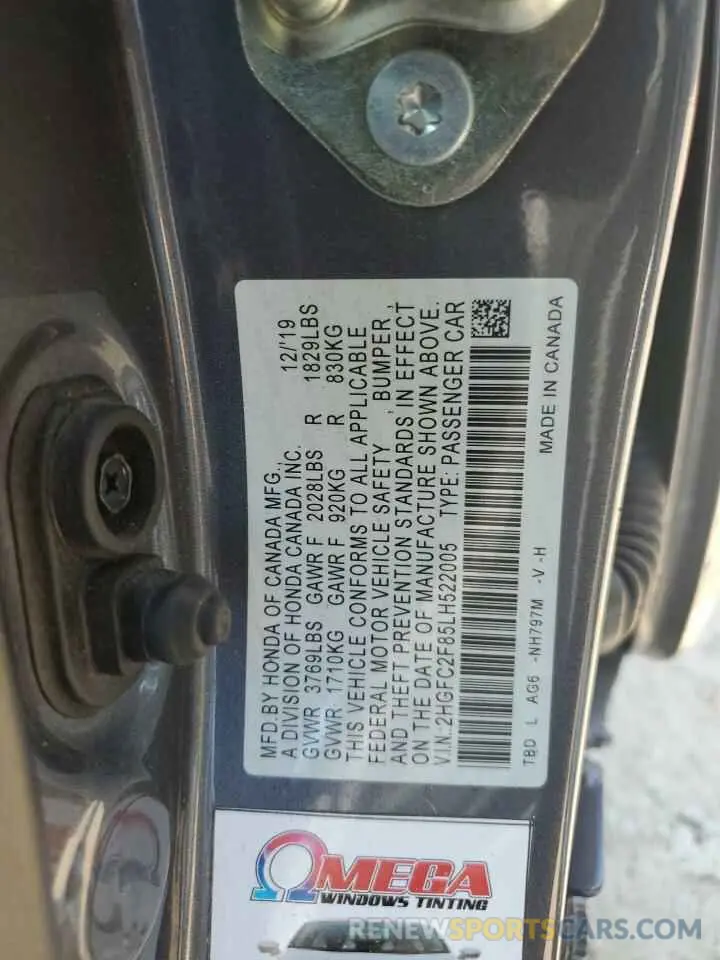 MFD.BY HONDA OF CANADA MFG., 12/'19
A DIVISION OF HONDA CANADA INC.
GVWR 3769LBS GAWR F 2028LBS R 1829LBS
GVWR 1710KG GAWR F 920KG R 830KG
THIS VEHICLE CONFORMS TO ALL APPLICABLE
FEDERAL MOTOR VEHICLE SAFETY, BUMPER,
AND THEFT PREVENTION STANDARDS IN EFFECT
ON THE DATE OF MANUFACTURE SHOWN ABOVE.
V.I.N.:2HGFC2F85LH522005 TYPE: PASSENGER CAR
TBD L AG6 -NH797M -V-H MADE IN CANADA
OMEGA
WINDOWS TINTING
RENEWSPORTSCARS.COM